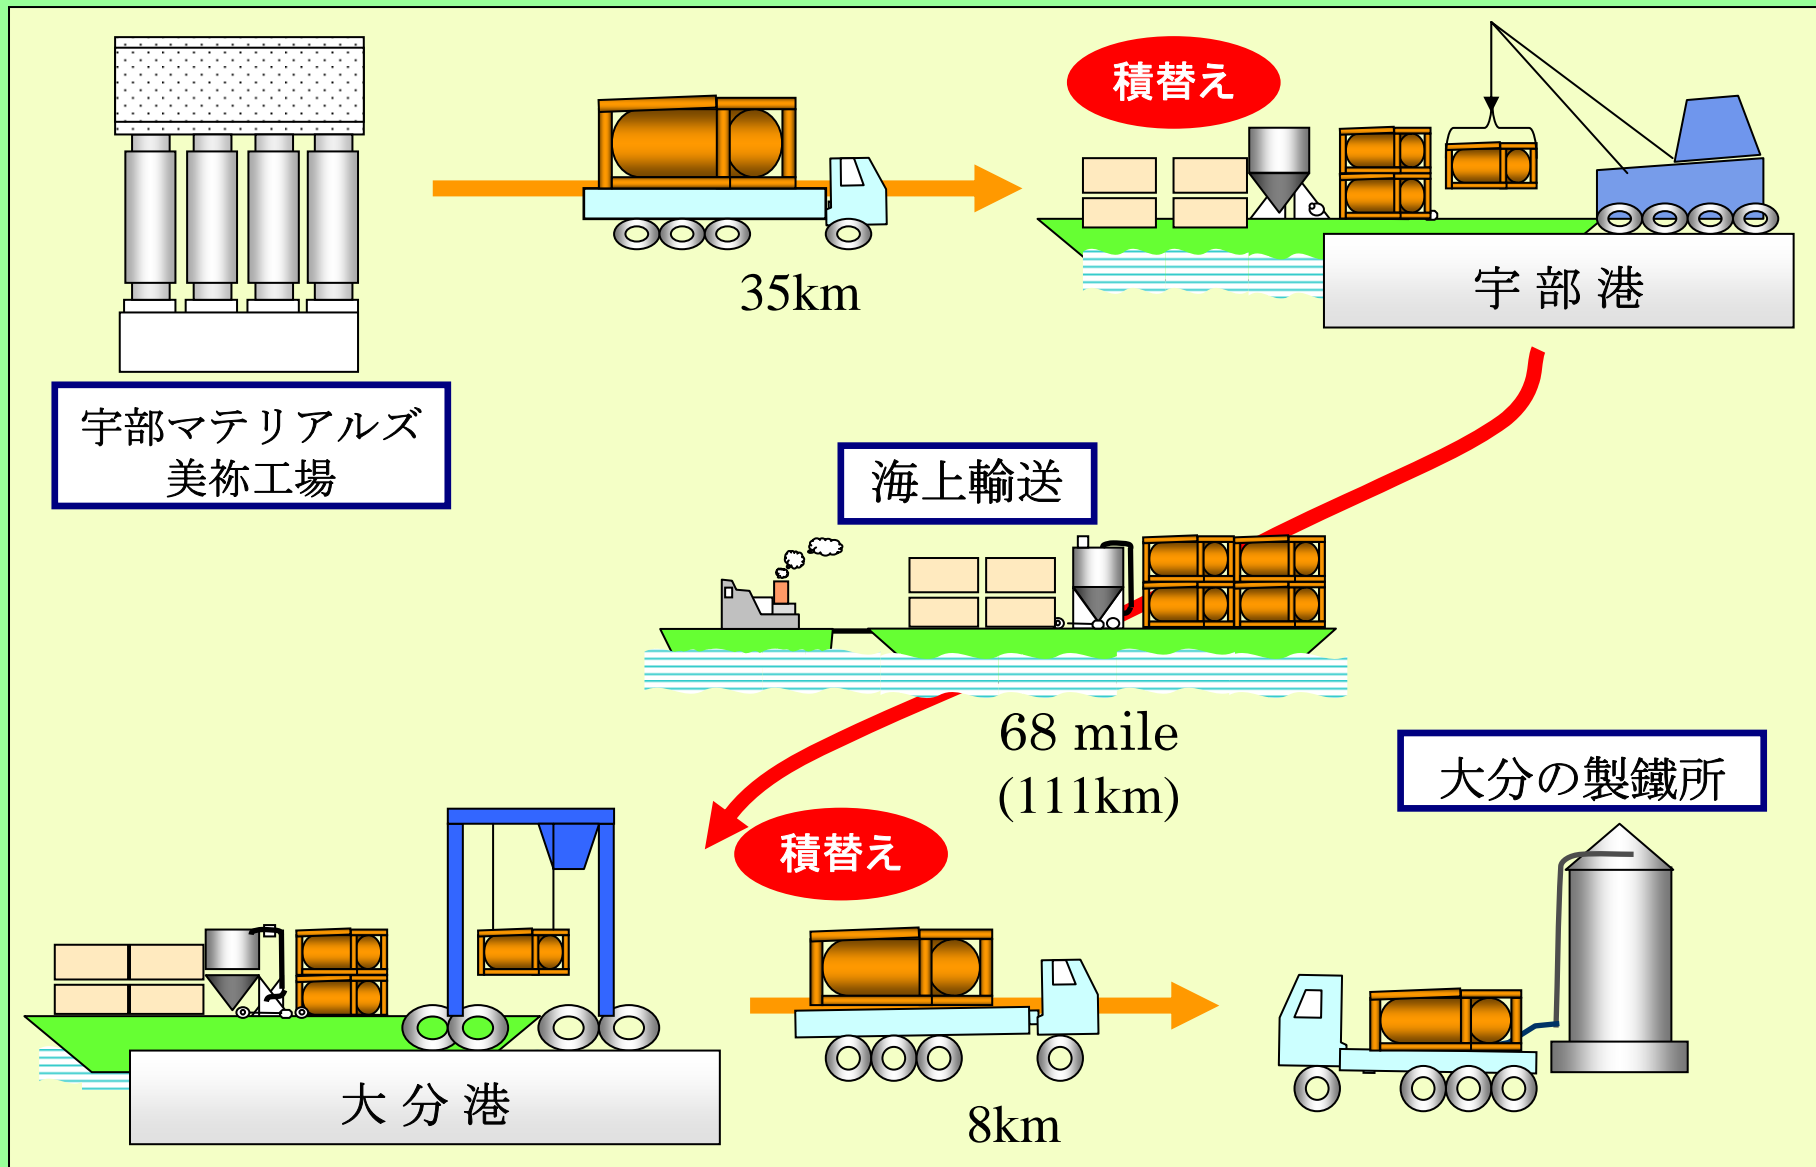 積替え
35km
宇部港
宇部マテリアルズ
美祢工場
海上輸送
68 mile
(111km)
大分の製鐵所
積替え
大分港
8km